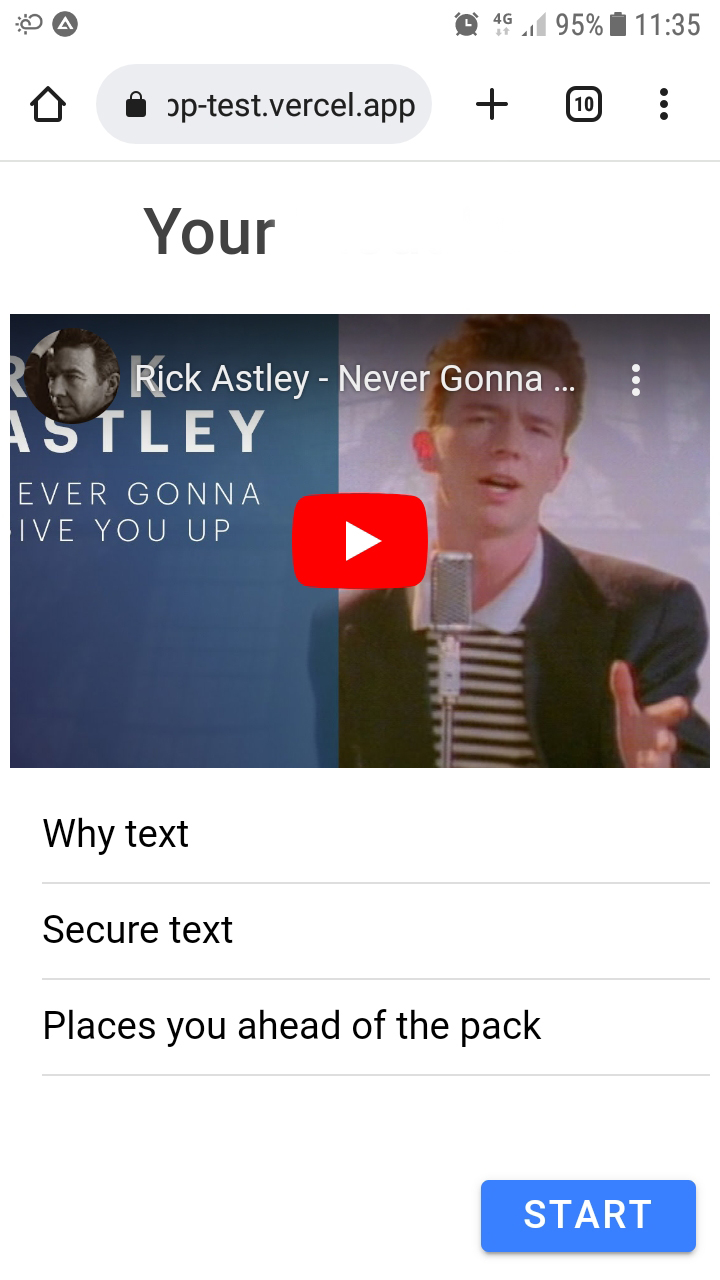 4G 95% 11:35
pp-test.vercel.app
10
Your
Rick Astley - Never Gonna ...
R K
ASTLEY
EVER GONNA
IVE YOU UP
Why text
Secure text
Places you ahead of the pack
START